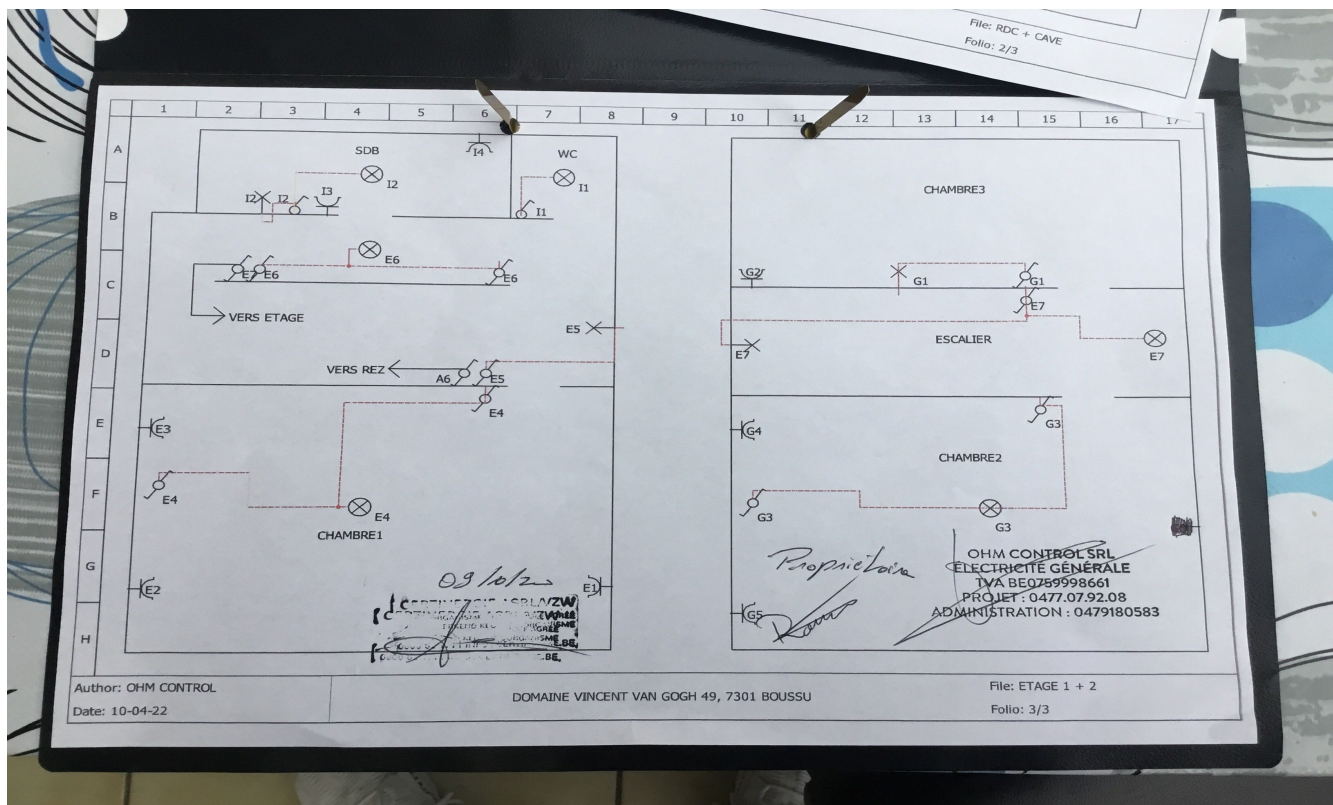 File: RDC + CAVE
Folio: 2/3
1 2 3 4 5 6 7 8 9 10 11 12 13 14 15 16 17
A
B
C
D
E
F
G
H
SDB
I4
WC
I2
I1
I2
I2
I3
I1
E6
E7
E6
E6
VERS ETAGE
E5
VERS REZ
A6
E5
E4
E3
E4
E4
CHAMBRE1
E2
E1
CHAMBRE3
G2
G1
G1
E7
ESCALIER
E7
E7
G3
G4
CHAMBRE2
G3
G3
G5
Propriétaire
OHM CONTROL SRL
ELECTRICITÉ GÉNÉRALE
TVA BE0759998661
PROJET : 0477.07.92.08
ADMINISTRATION : 0479180583
Author: OHM CONTROL
Date: 10-04-22
DOMAINE VINCENT VAN GOGH 49, 7301 BOUSSU
File: ETAGE 1 + 2
Folio: 3/3